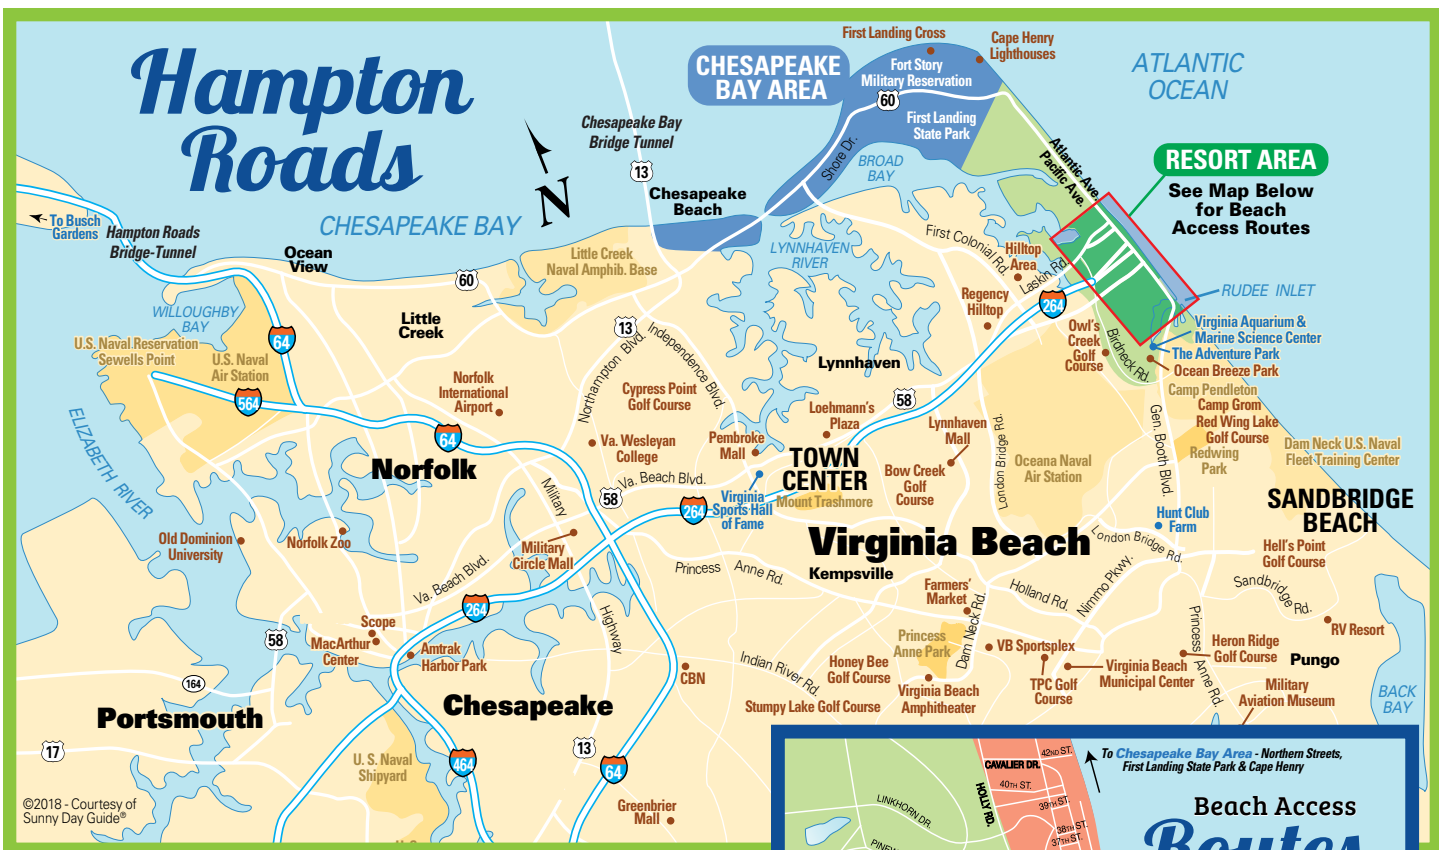 Hampton
Roads
CHESAPEAKE
BAY AREA
First Landing Cross
Cape Henry
Lighthouses
Fort Story
Military Reservation
60
First Landing
State Park
ATLANTIC
OCEAN
Chesapeake Bay
Bridge Tunnel
13
Shore Dr.
BROAD
BAY
Atlantic Ave.
Pacific Ave.
RESORT AREA
See Map Below
for Beach
Access Routes
N
Chesapeake
Beach
To Busch
Gardens
Hampton Roads
Bridge-Tunnel
CHESAPEAKE BAY
Ocean
View
Little Creek
Naval Amphib. Base
60
LYNNHAVEN
RIVER
First Colonial Rd.
Hilltop
Area
Laskin Rd.
264
Regency
Hilltop
RUDEE INLET
WILLOUGHBY
BAY
U.S. Naval Reservation
Sewells Point
U.S. Naval
Air Station
64
564
Little
Creek
13
Independence Blvd.
Northampton Blvd.
Lynnhaven
Owl's
Creek
Golf
Course
Birdneck Rd.
Virginia Aquarium &
Marine Science Center
The Adventure Park
Ocean Breeze Park
Camp Pendleton
Camp Grom
Red Wing Lake
Golf Course
Redwing
Park
Dam Neck U.S. Naval
Fleet Training Center
Norfolk
International
Airport
Cypress Point
Golf Course
58
Loehmann's
Plaza
Lynnhaven
Mall
London Bridge Rd.
Gen. Booth Blvd.
ELIZABETH RIVER
64
Norfolk
Va. Wesleyan
College
Pembroke
Mall
TOWN
CENTER
Mount Trashmore
Bow Creek
Golf
Course
Oceana Naval
Air Station
SANDBRIDGE
BEACH
Military
58
Va. Beach Blvd.
264
Virginia
Sports Hall
of Fame
Hunt Club
Farm
Old Dominion
University
Norfolk Zoo
Military
Circle Mall
Virginia Beach
Kempsville
London Bridge Rd.
Hell's Point
Golf Course
Va. Beach Blvd.
Princess Anne Rd.
Farmers'
Market
Holland Rd.
Nimmo Pkwy.
Sandbridge Rd.
264
Highway
Scope
MacArthur
Center
58
Amtrak
Harbor Park
Princess
Anne Park
Dam Neck Rd.
VB Sportsplex
Princess Anne Rd.
Heron Ridge
Golf Course
RV Resort
Pungo
164
CBN
Indian River Rd.
Honey Bee
Golf Course
Stumpy Lake Golf Course
Virginia Beach
Amphitheater
TPC Golf
Course
Virginia Beach
Municipal Center
Military
Aviation Museum
BACK
BAY
Portsmouth
Chesapeake
17
U. S. Naval
Shipyard
464
13
64
Greenbrier
Mall
©2018 - Courtesy of
Sunny Day Guide®
42ND ST.
CAVALIER DR.
40TH ST.
HOLLY RD.
39TH ST.
38TH ST.
37TH ST.
LINKHORN DR.
To Chesapeake Bay Area - Northern Streets,
First Landing State Park & Cape Henry
Beach Access
Routes